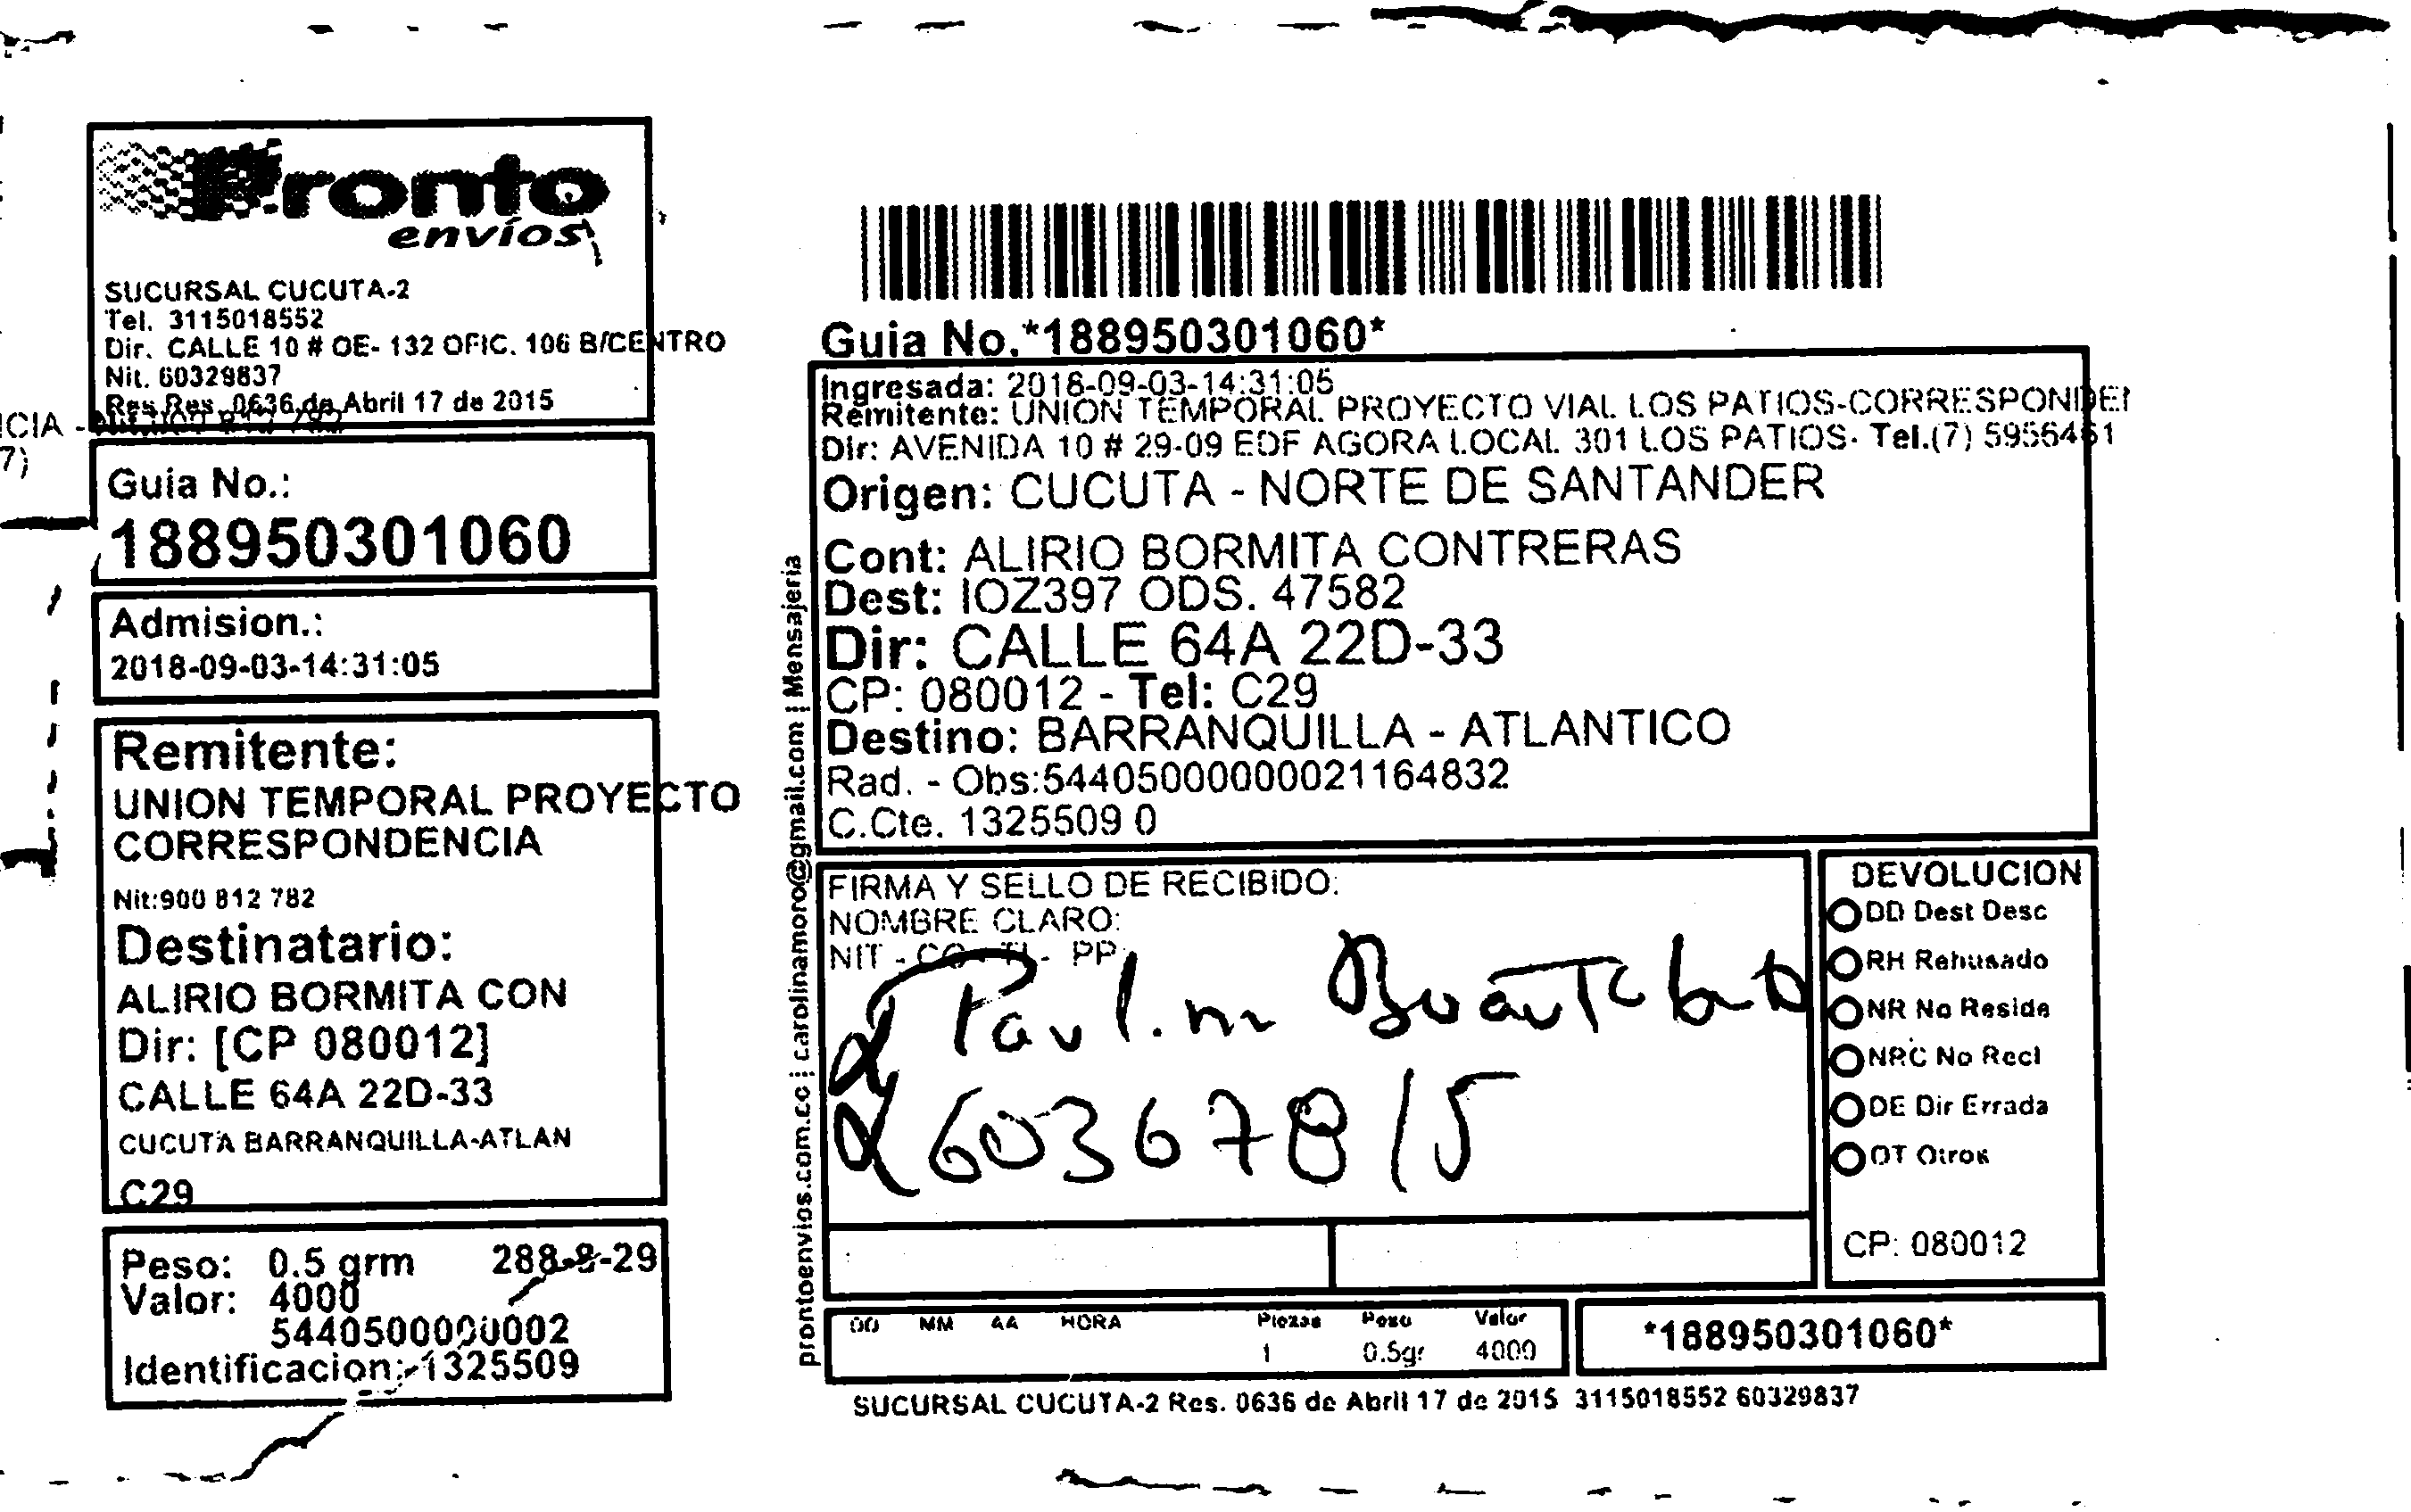 Pronto
envíos
SUCURSAL CUCUTA-2
Tel. 3115018552
Dir. CALLE 10 # OE- 132 OFIC. 106 B/CENTRO
Nit. 60329837
Res Res. 0636 de Abril 17 de 2015
Guia No.:
188950301060
Admision.:
2018-09-03-14:31:05
Remitente:
UNION TEMPORAL PROYECTO
CORRESPONDENCIA
Nit:900 812 782
Destinatario:
ALIRIO BORMITA CON
Dir: [CP 080012]
CALLE 64A 22D-33
CUCUTA BARRANQUILLA-ATLAN
C29
Peso: 0.5 grm 288-8-29
Valor: 4000
5440500000002
Identificacion: 1325509
prontoenvios.com.co | carolinamoro@gmail.com | Mensajeria
Guia No.*188950301060*
Ingresada: 2018-09-03-14:31:05
Remitente: UNION TEMPORAL PROYECTO VIAL LOS PATIOS-CORRESPONDEI
Dir: AVENIDA 10 # 29-09 EDF AGORA LOCAL 301 LOS PATIOS- Tel.(7) 5956461
Origen: CUCUTA - NORTE DE SANTANDER
Cont: ALIRIO BORMITA CONTRERAS
Dest: IOZ397 ODS. 47582
Dir: CALLE 64A 22D-33
CP: 080012 - Tel: C29
Destino: BARRANQUILLA - ATLANTICO
Rad. - Obs:544050000000021164832
C.Cte. 1325509 0
FIRMA Y SELLO DE RECIBIDO:
NOMBRE CLARO:
NIT - CC - TI - PP
60367815
DEVOLUCION
DD Dest Desc
RH Rehusado
NR No Reside
NRC No Recl
DE Dir Errada
OT Otros
CP: 080012
DD MM AA HORA Piezas Peso Valor
1 0.5gr 4000
*188950301060*
SUCURSAL CUCUTA-2 Res. 0636 de Abril 17 de 2015 3115018552 60329837